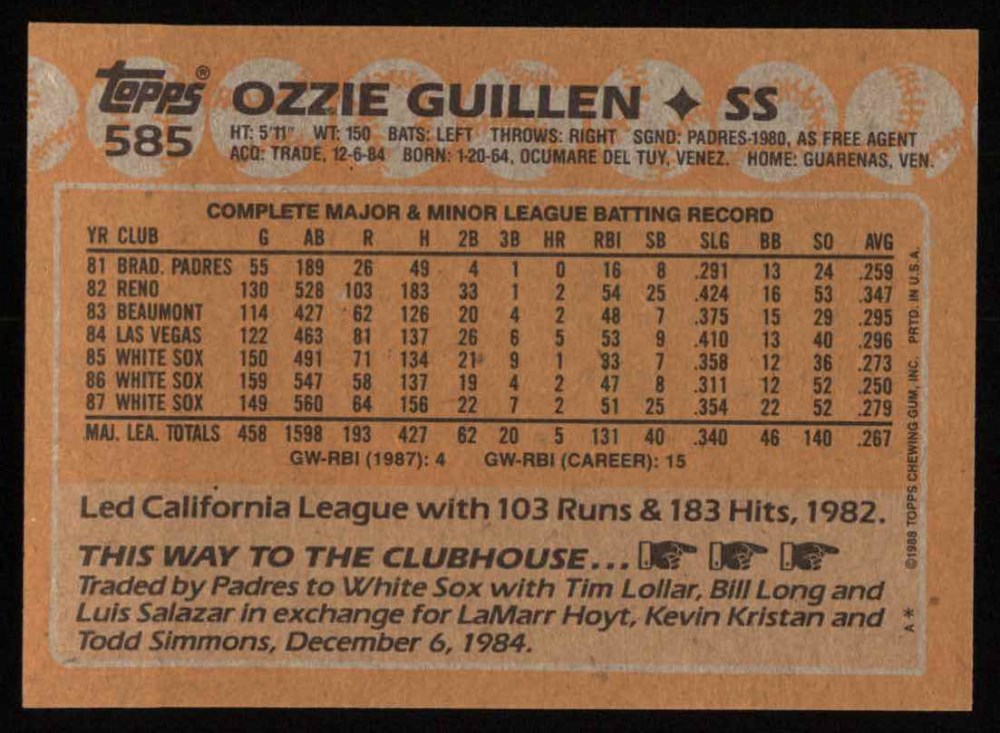 topps® OZZIE GUILLEN ✦ SS
585 HT: 5'11" WT: 150 BATS: LEFT THROWS: RIGHT SGND: PADRES-1980, AS FREE AGENT
ACQ: TRADE, 12-6-84 BORN: 1-20-64, OCUMARE DEL TUY, VENEZ. HOME: GUARENAS, VEN.
COMPLETE MAJOR & MINOR LEAGUE BATTING RECORD
YR CLUB G AB R H 2B 3B HR RBI SB SLG BB SO AVG
81 BRAD. PADRES 55 189 26 49 4 1 0 16 8 .291 13 24 .259
82 RENO 130 528 103 183 33 1 2 54 25 .424 16 53 .347
83 BEAUMONT 114 427 62 126 20 4 2 48 7 .375 15 29 .295
84 LAS VEGAS 122 463 81 137 26 6 5 53 9 .410 13 40 .296
85 WHITE SOX 150 491 71 134 21 9 1 33 7 .358 12 36 .273
86 WHITE SOX 159 547 58 137 19 4 2 47 8 .311 12 52 .250
87 WHITE SOX 149 560 64 156 22 7 2 51 25 .354 22 52 .279
MAJ. LEA. TOTALS 458 1598 193 427 62 20 5 131 40 .340 46 140 .267
GW-RBI (1987): 4 GW-RBI (CAREER): 15
Led California League with 103 Runs & 183 Hits, 1982.
THIS WAY TO THE CLUBHOUSE...
Traded by Padres to White Sox with Tim Lollar, Bill Long and
Luis Salazar in exchange for LaMarr Hoyt, Kevin Kristan and
Todd Simmons, December 6, 1984.
A* ©1988 TOPPS CHEWING GUM, INC. PRTD. IN U.S.A.